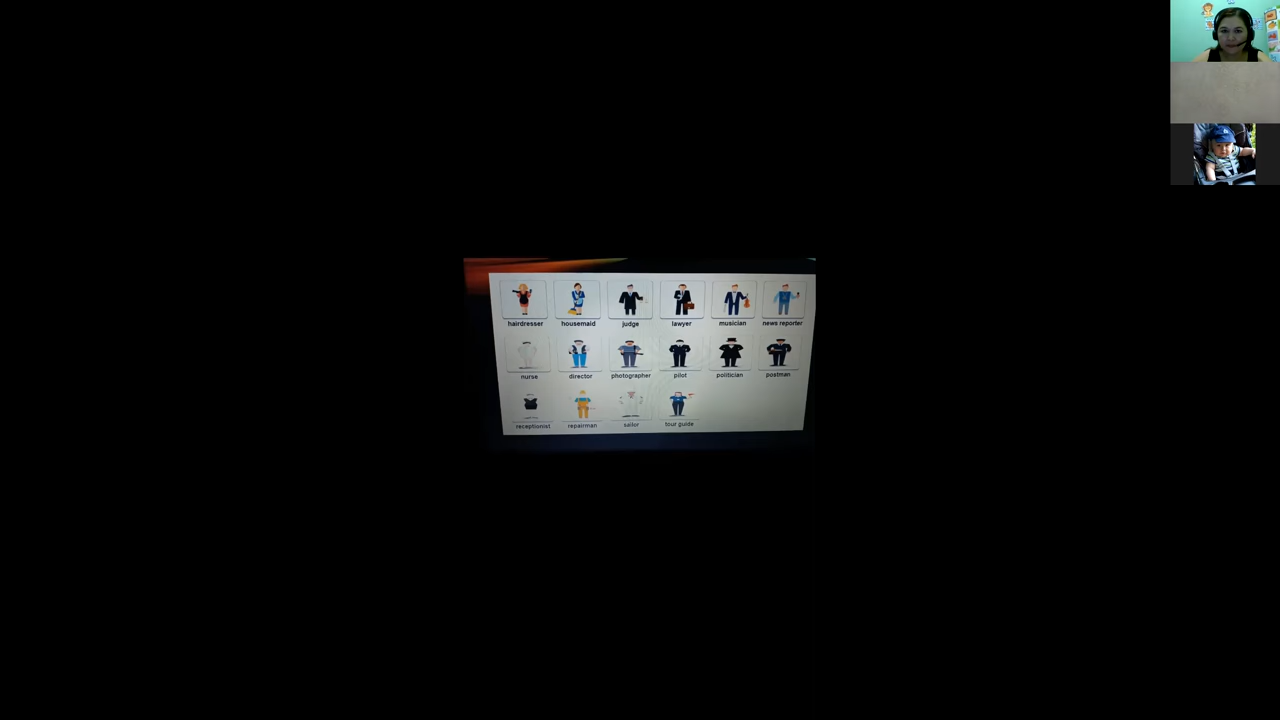 hairdresser housemaid judge lawyer musician news reporter
nurse director photographer pilot politician postman
receptionist repairman sailor tour guide